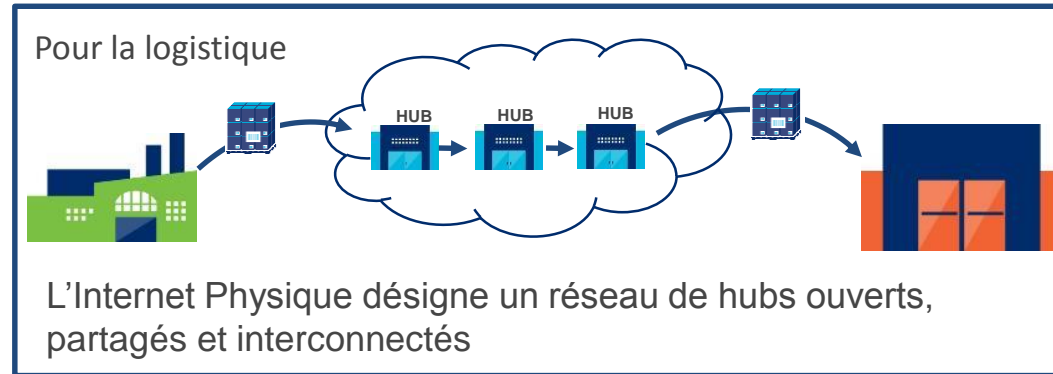 Pour la logistique
HUB HUB HUB
L'Internet Physique désigne un réseau de hubs ouverts,
partagés et interconnectés